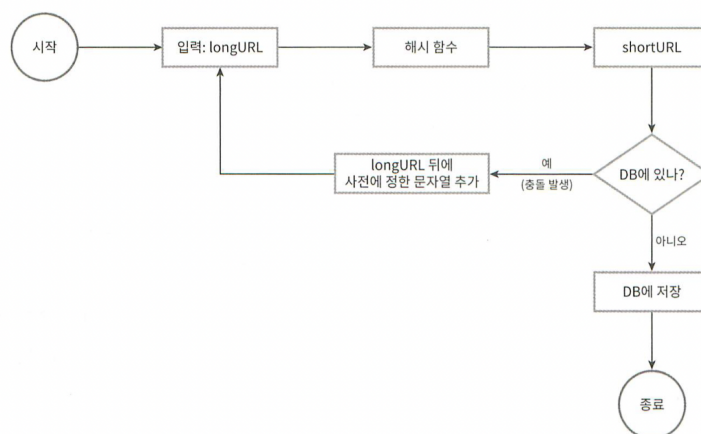 시작
입력: longURL
해시 함수
shortURL
longURL 뒤에
사전에 정한 문자열 추가
예
(충돌 발생)
DB에 있나?
아니오
DB에 저장
종료